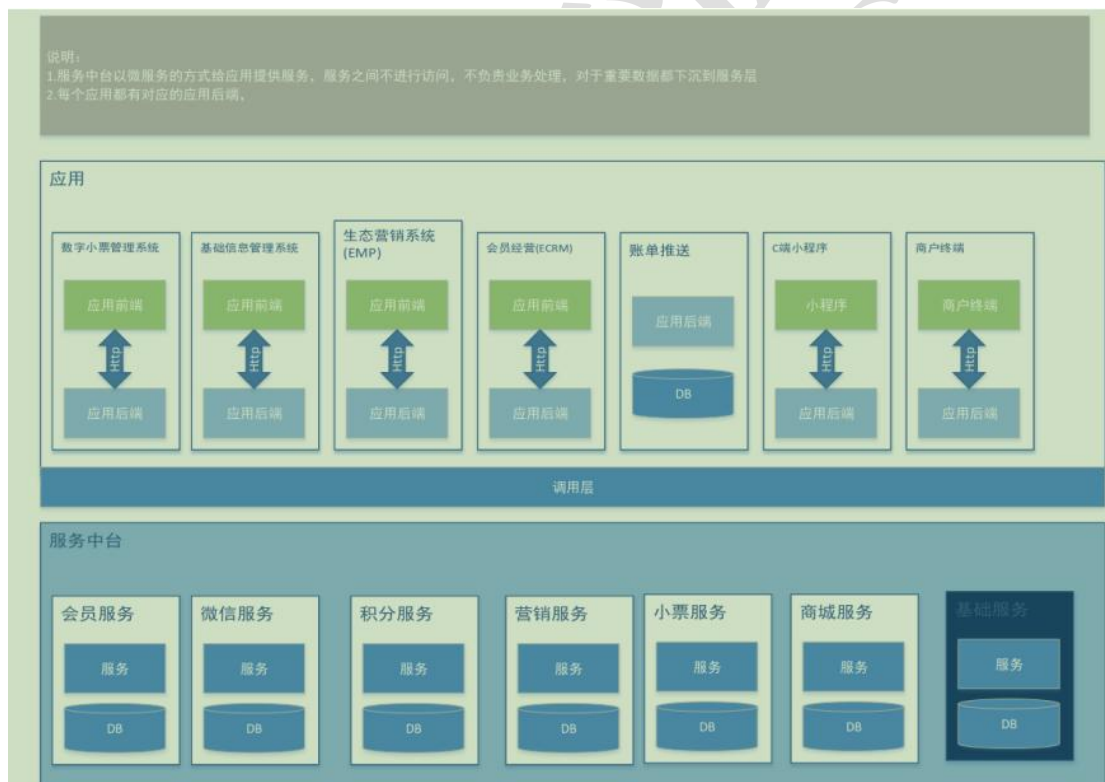 说明：
1.服务中台以微服务的方式给应用提供服务，服务之间不进行访问，不负责业务处理，对于重要数据都下沉到服务层
2.每个应用都有对应的应用后端，
应用
数字小票管理系统
应用前端
Http
应用后端
基础信息管理系统
应用前端
Http
应用后端
生态营销系统
(EMP)
应用前端
Http
应用后端
会员经营(ECRM)
应用前端
Http
应用后端
账单推送
应用后端
DB
C端小程序
小程序
Http
应用后端
商户终端
商户终端
Http
应用后端
调用层
服务中台
会员服务
服务
DB
微信服务
服务
DB
积分服务
服务
DB
营销服务
服务
DB
小票服务
服务
DB
商城服务
服务
DB
基础服务
服务
DB